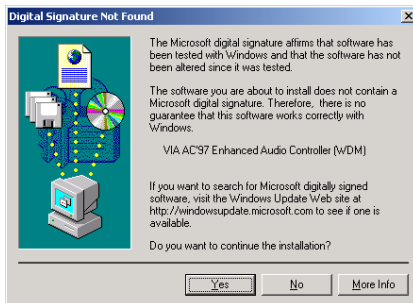 Digital Signature Not Found
The Microsoft digital signature affirms that software has
been tested with Windows and that the software has not
been altered since it was tested.
The software you are about to install does not contain a
Microsoft digital signature. Therefore, there is no
guarantee that this software works correctly with
Windows.
VIA AC'97 Enhanced Audio Controller (WDM)
If you want to search for Microsoft digitally signed
software, visit the Windows Update Web site at
http://windowsupdate.microsoft.com to see if one is
available.
Do you want to continue the installation?
Yes No More Info